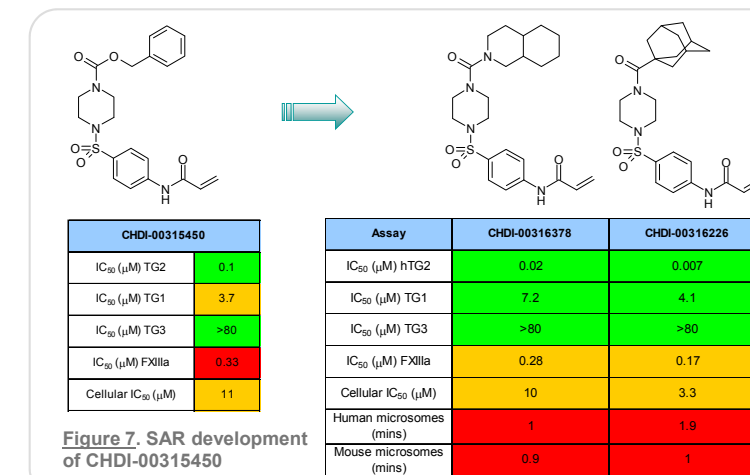 CHDI-00315450
IC50 (μM) TG2 0.1
IC50 (μM) TG1 3.7
IC50 (μM) TG3 >80
IC50 (μM) FXIIIa 0.33
Cellular IC50 (μM) 11
Figure 7. SAR development
of CHDI-00315450
Assay CHDI-00316378 CHDI-00316226
IC50 (μM) hTG2 0.02 0.007
IC50 (μM) TG1 7.2 4.1
IC50 (μM) TG3 >80 >80
IC50 (μM) FXIIIa 0.28 0.17
Cellular IC50 (μM) 10 3.3
Human microsomes
(mins) 1 1.9
Mouse microsomes
(mins) 0.9 1